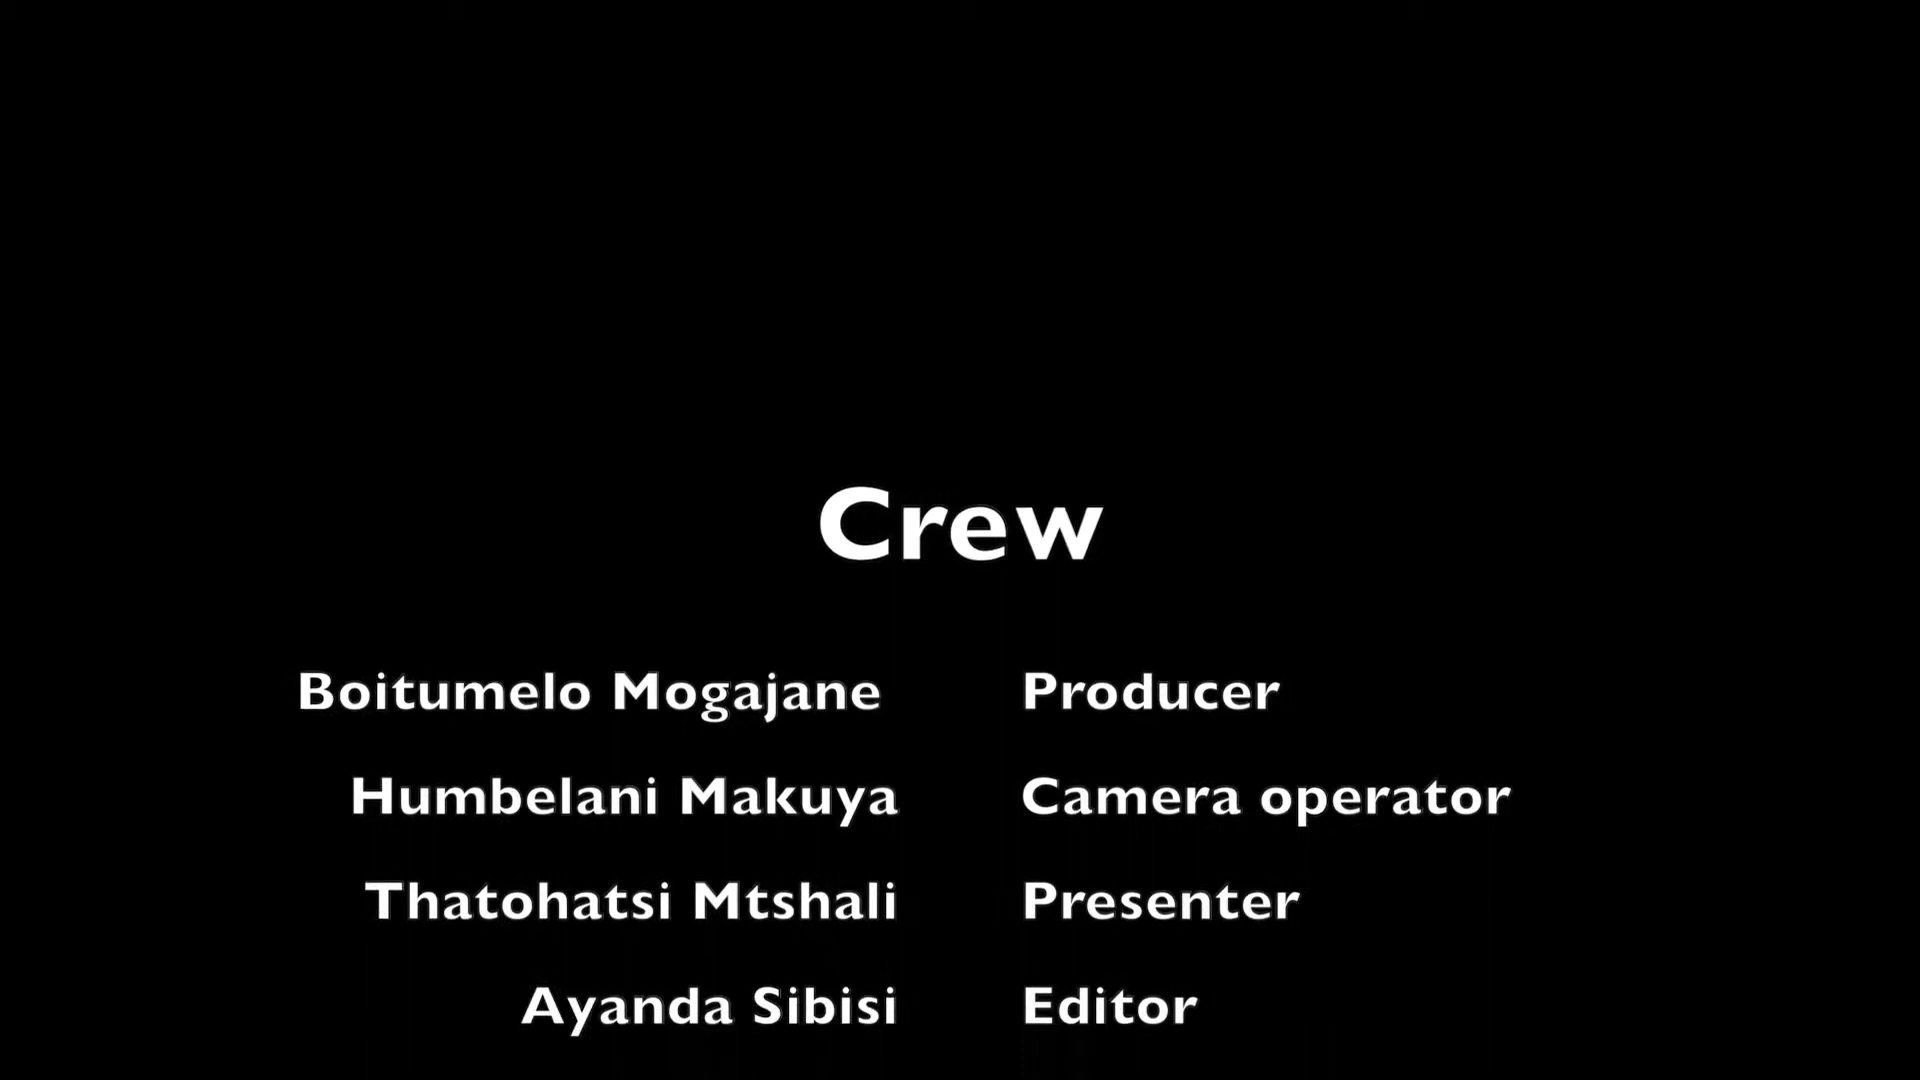 Crew
Boitumelo Mogajane Producer
Humbelani Makuya Camera operator
Thatohatsi Mtshali Presenter
Ayanda Sibisi Editor